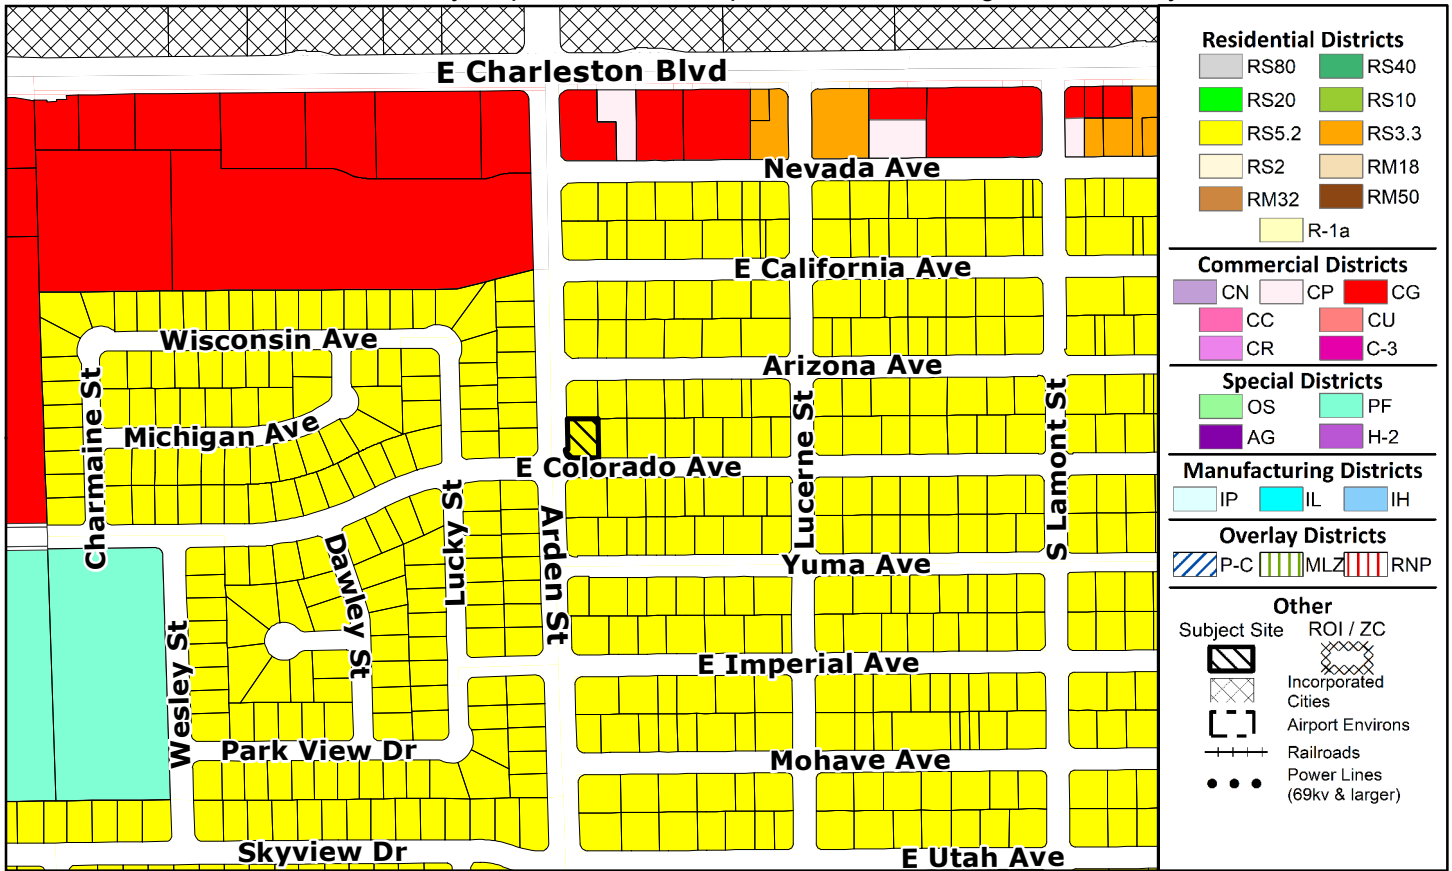 E Charleston Blvd
Nevada Ave
E California Ave
Wisconsin Ave
Arizona Ave
Charmaine St
Michigan Ave
E Colorado Ave
Lucerne St
S Lamont St
Lucky St
Arden St
Dawley St
Yuma Ave
Wesley St
E Imperial Ave
Park View Dr
Mohave Ave
Skyview Dr
E Utah Ave
Residential Districts
RS80 RS40
RS20 RS10
RS5.2 RS3.3
RS2 RM18
RM32 RM50
R-1a
Commercial Districts
CN CP CG
CC CU
CR C-3
Special Districts
OS PF
AG H-2
Manufacturing Districts
IP IL IH
Overlay Districts
P-C MLZ RNP
Other
Subject Site ROI / ZC
Incorporated
Cities
Airport Environs
Railroads
Power Lines
(69kv & larger)